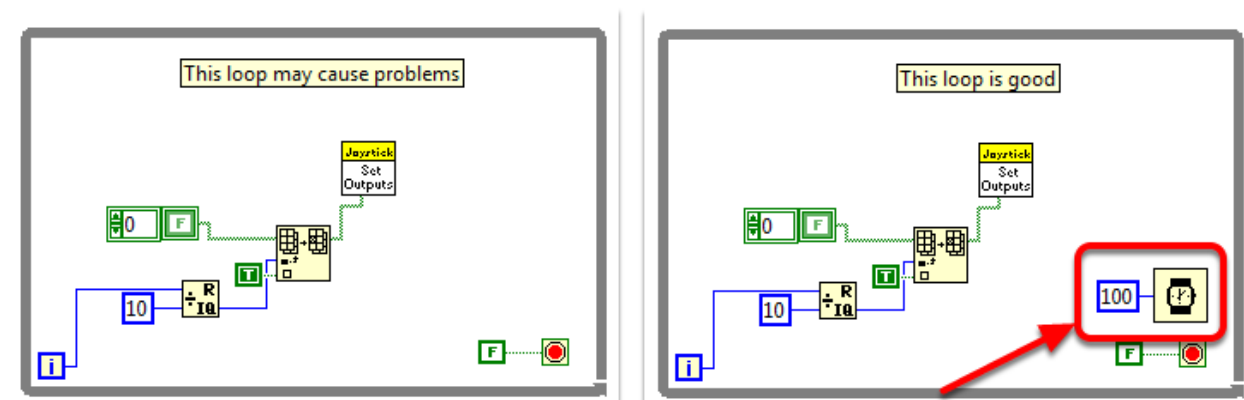 This loop may cause problems
Joystick
Set
Outputs
0
F
T
R
IQ
10
i
F
This loop is good
Joystick
Set
Outputs
0
F
T
R
IQ
10
100
i
F